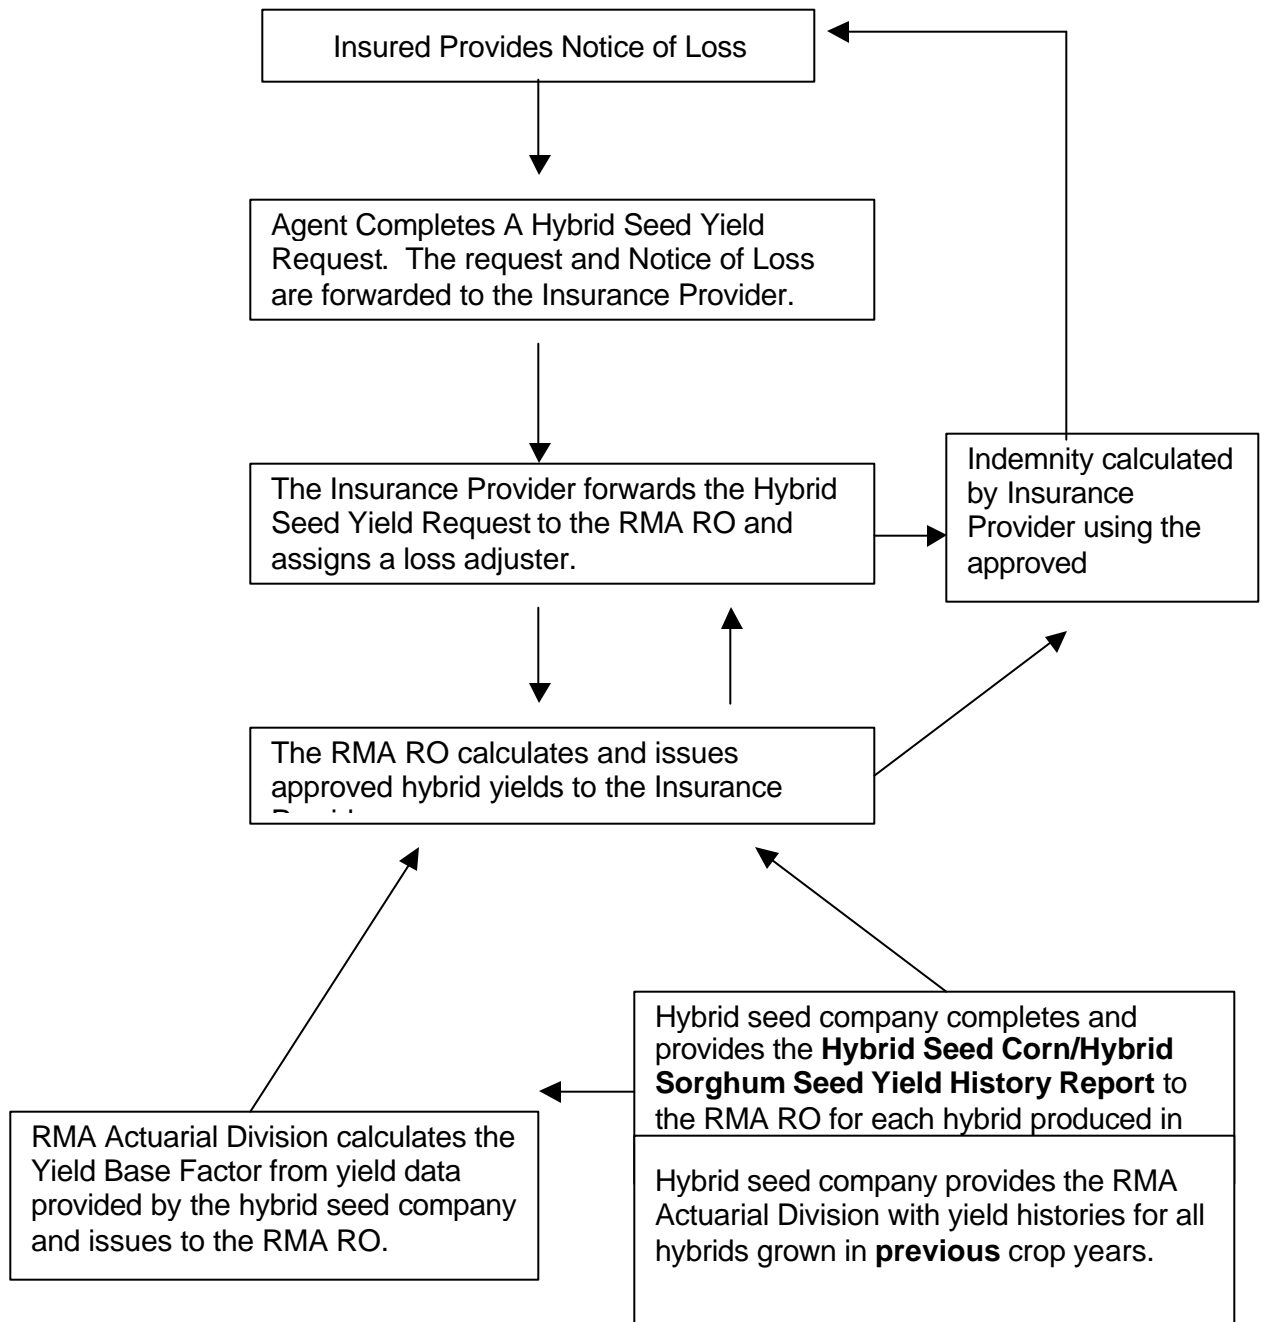 Insured Provides Notice of Loss
Agent Completes A Hybrid Seed Yield
Request.  The request and Notice of Loss
are forwarded to the Insurance Provider.
The Insurance Provider forwards the Hybrid
Seed Yield Request to the RMA RO and
assigns a loss adjuster.
Indemnity calculated
by Insurance
Provider using the
approved
The RMA RO calculates and issues
approved hybrid yields to the Insurance
Hybrid seed company completes and
provides the Hybrid Seed Corn/Hybrid
Sorghum Seed Yield History Report to
the RMA RO for each hybrid produced in
RMA Actuarial Division calculates the
Yield Base Factor from yield data
provided by the hybrid seed company
and issues to the RMA RO.
Hybrid seed company provides the RMA
Actuarial Division with yield histories for all
hybrids grown in previous crop years.